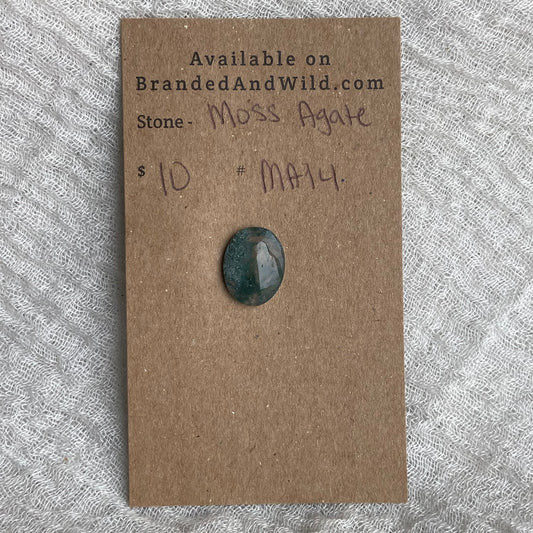 Available on
BrandedAndWild.com
Stone - Moss Agate
$ 10 # MA14.